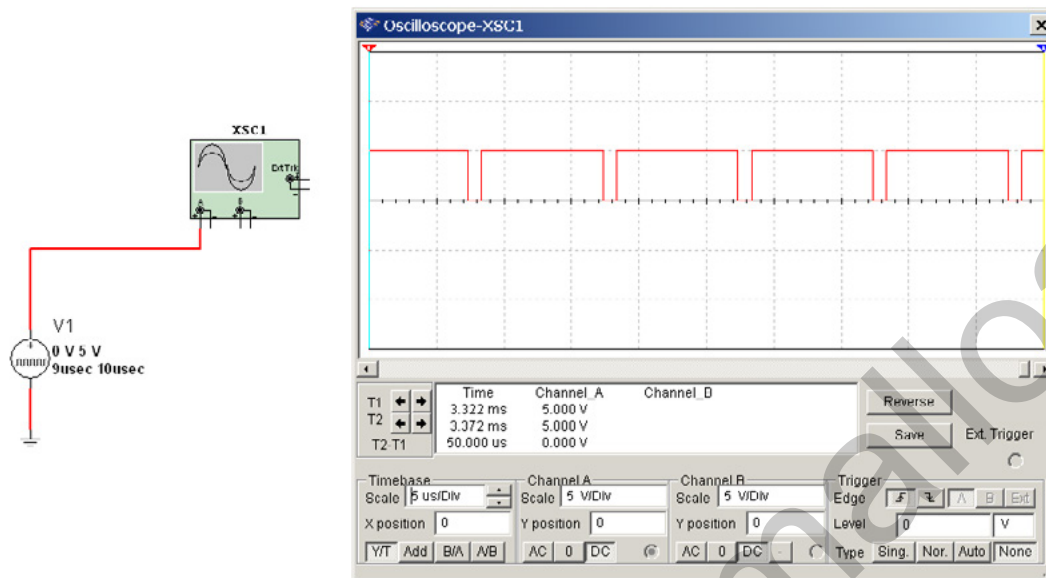 Oscilloscope-XSC1
XSC1
Ext Trig
A B
V1
0 V 5 V
9usec 10usec
T1
T2
T2-T1
Time Channel_A Channel_B
3.322 ms 5.000 V
3.372 ms 5.000 V
50.000 us 0.000 V
Reverse
Save
Ext. Trigger
Timebase
Scale 5 us/Div
X position 0
Y/T Add B/A A/B
Channel A
Scale 5 V/Div
Y position 0
AC 0 DC
Channel B
Scale 5 V/Div
Y position 0
AC 0 DC -
Trigger
Edge A B Ext
Level 0 V
Type Sing. Nor. Auto None